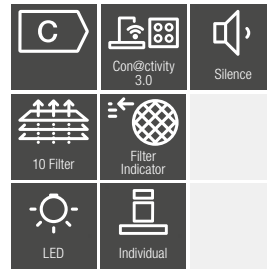 C
Con@ctivity
3.0
Silence
10 Filter
Filter
Indicator
LED
Individual